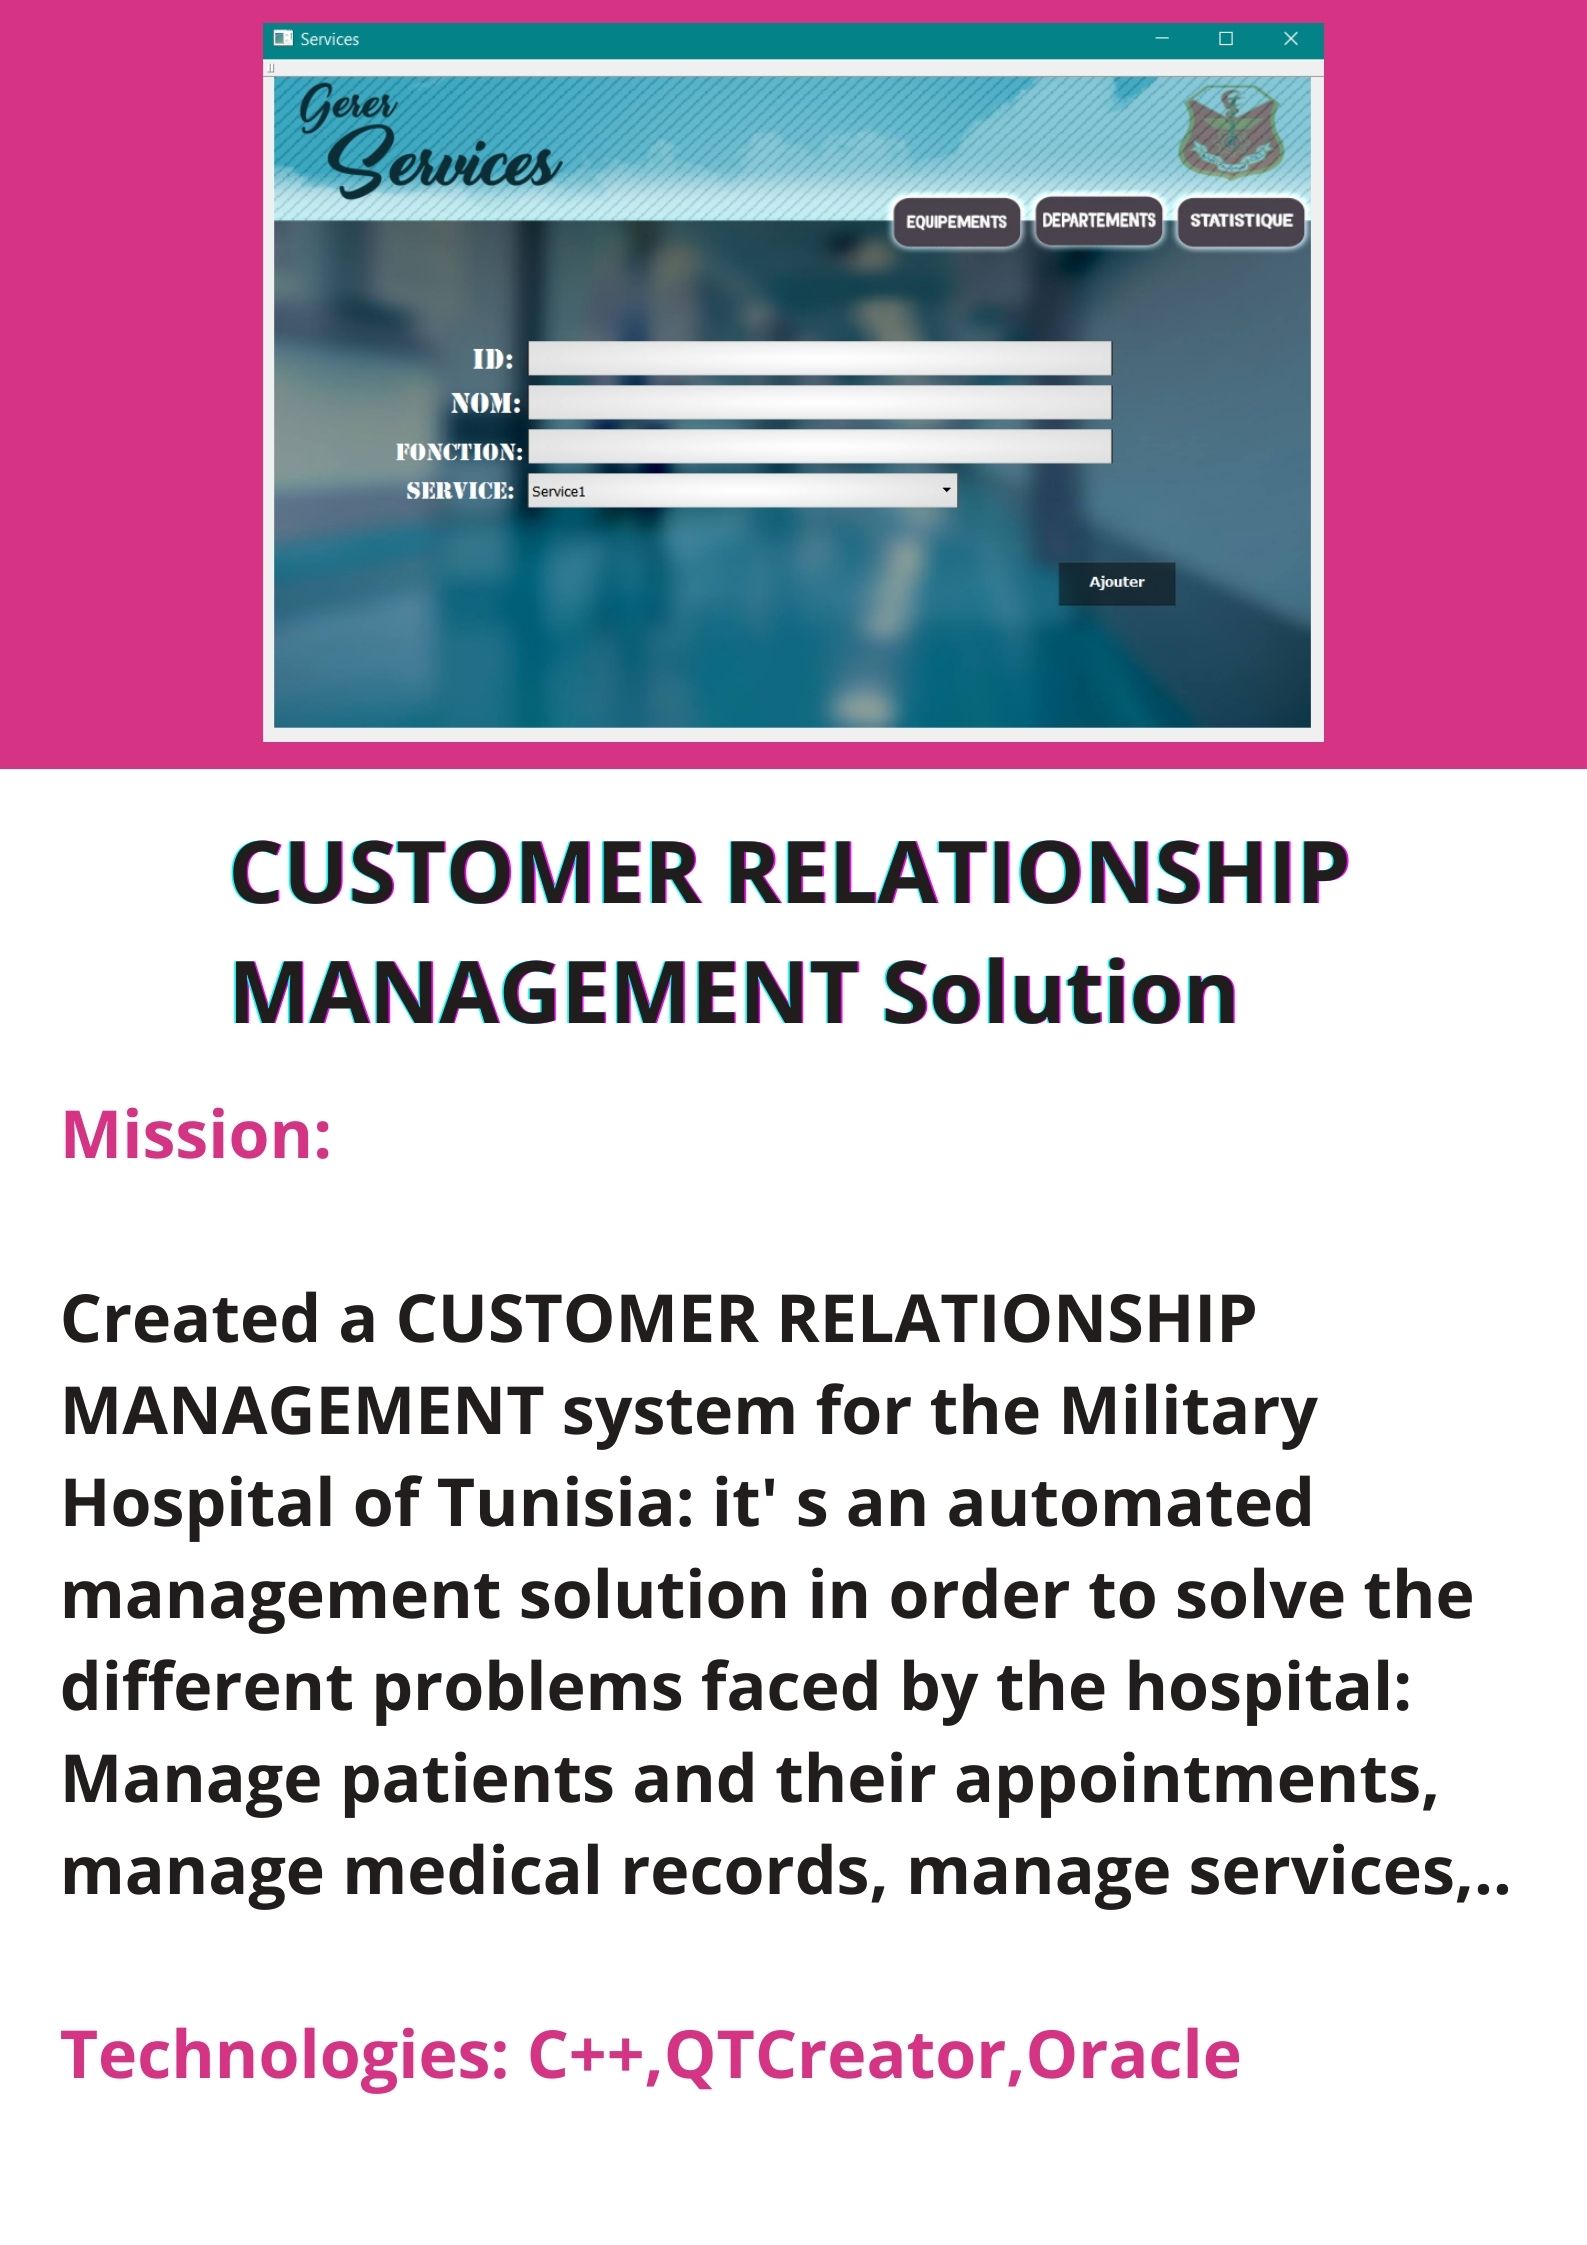 Services
Gerer
Services
EQUIPEMENTS
DEPARTEMENTS
STATISTIQUE
ID:
NOM:
FONCTION:
SERVICE:
Service1
Ajouter
CUSTOMER RELATIONSHIP
MANAGEMENT Solution
Mission:
Created a CUSTOMER RELATIONSHIP
MANAGEMENT system for the Military
Hospital of Tunisia: it' s an automated
management solution in order to solve the
different problems faced by the hospital:
Manage patients and their appointments,
manage medical records, manage services,..
Technologies: C++,QTCreator,Oracle